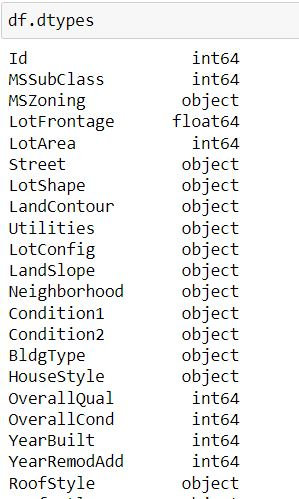 df.dtypes
Id int64
MSSubClass int64
MSZoning object
LotFrontage float64
LotArea int64
Street object
LotShape object
LandContour object
Utilities object
LotConfig object
LandSlope object
Neighborhood object
Condition1 object
Condition2 object
BldgType object
HouseStyle object
OverallQual int64
OverallCond int64
YearBuilt int64
YearRemodAdd int64
RoofStyle object